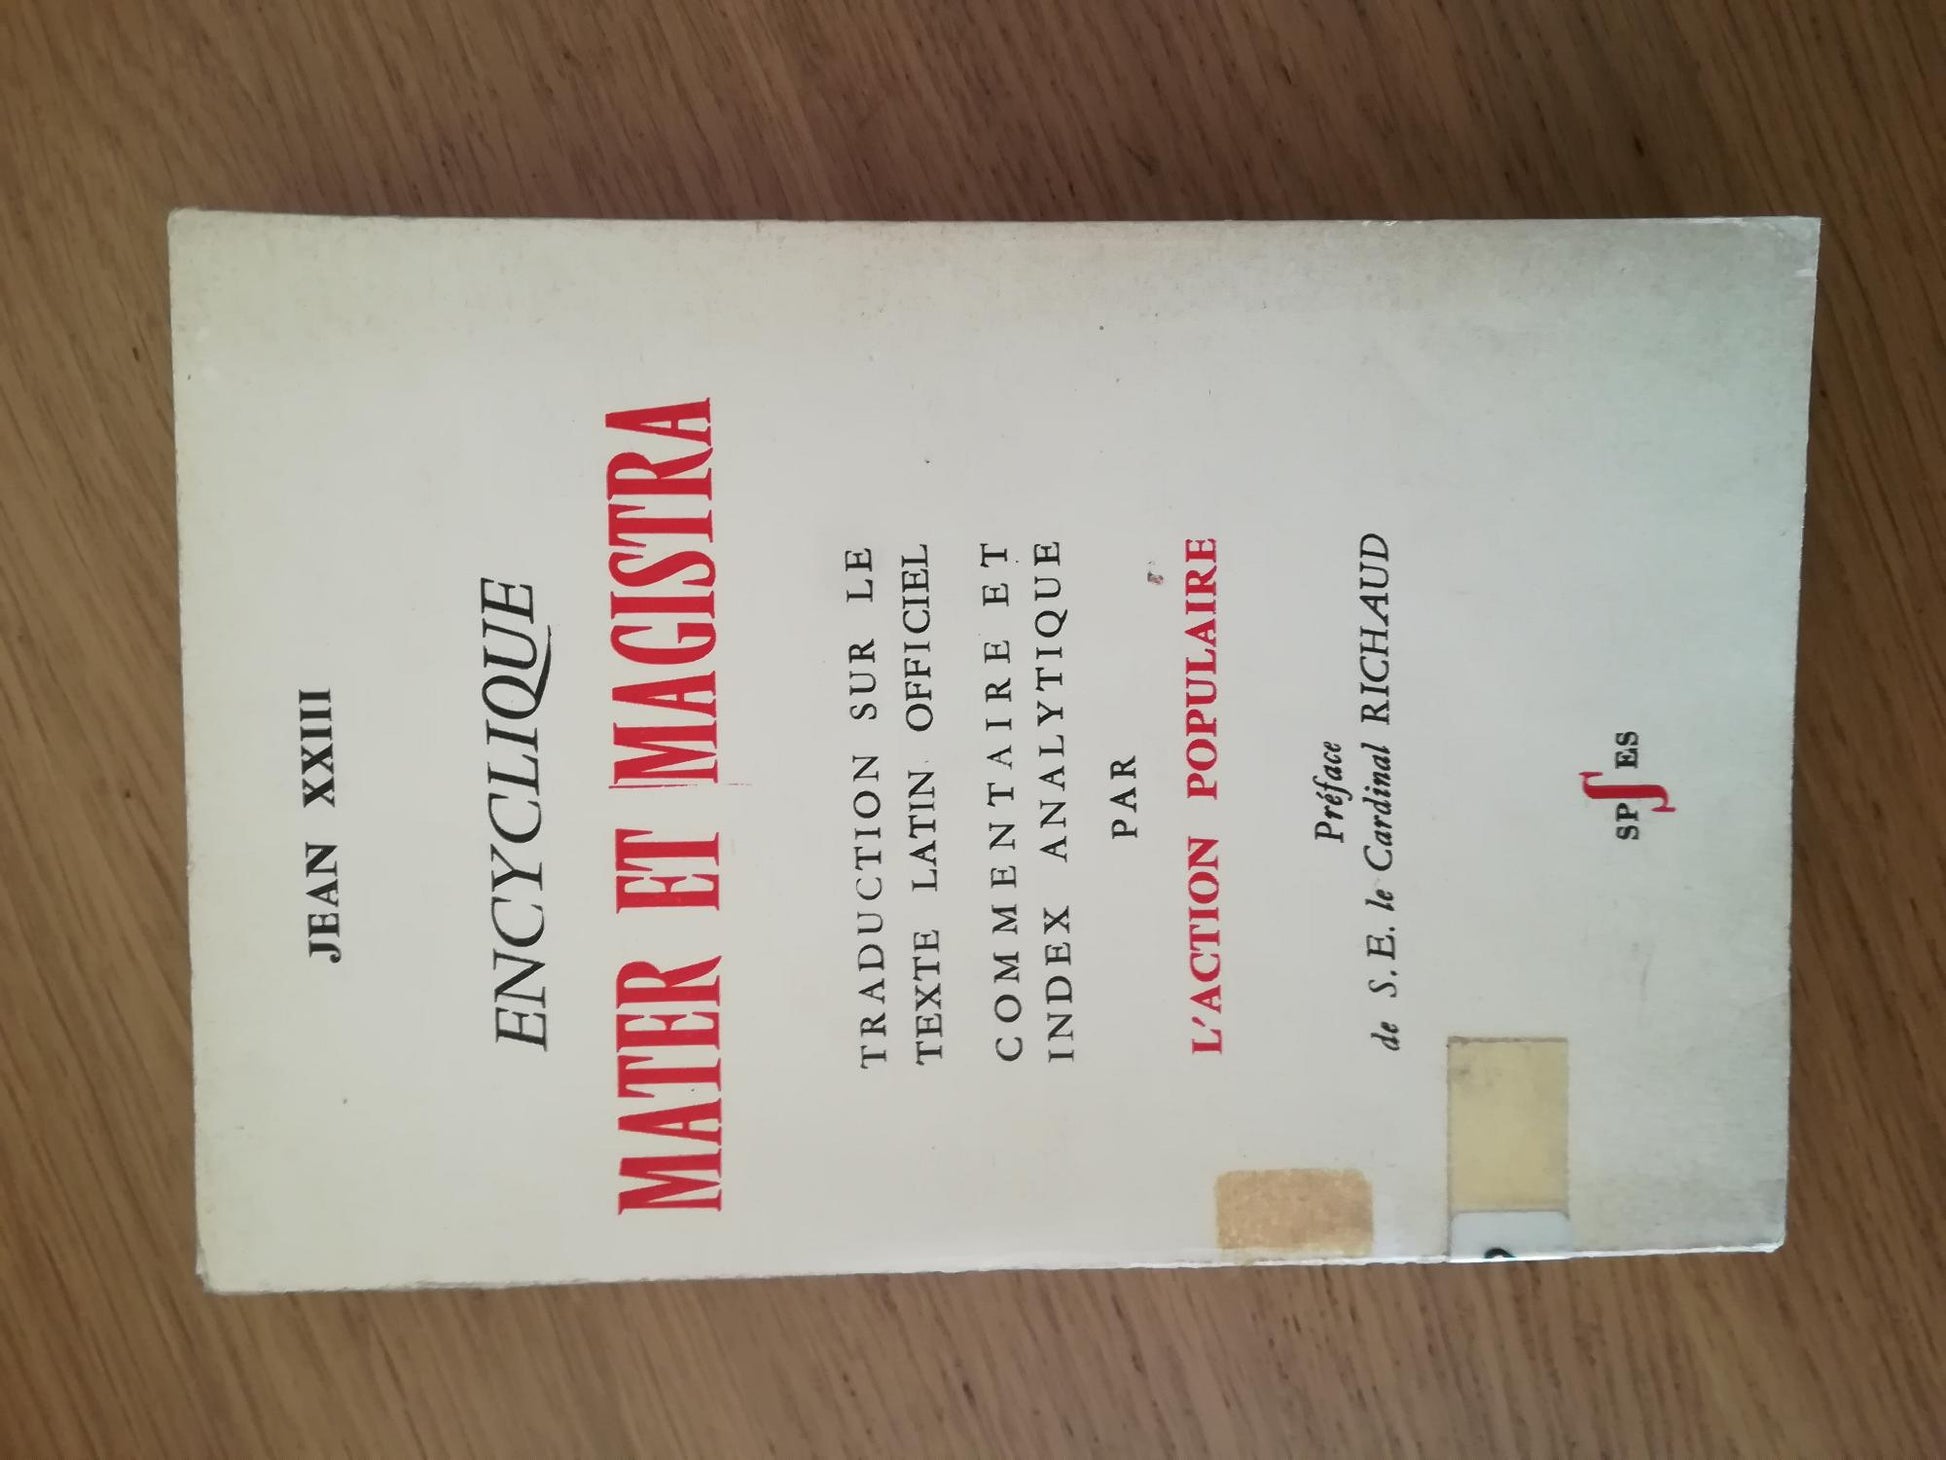 JEAN XXIII
ENCYCLIQUE
MATER ET MAGISTRA
TRADUCTION SUR LE
TEXTE LATIN OFFICIEL
COMMENTAIRE ET
INDEX ANALYTIQUE
PAR
L'ACTION POPULAIRE
Préface
de S. E. le Cardinal RICHAUD
SPES